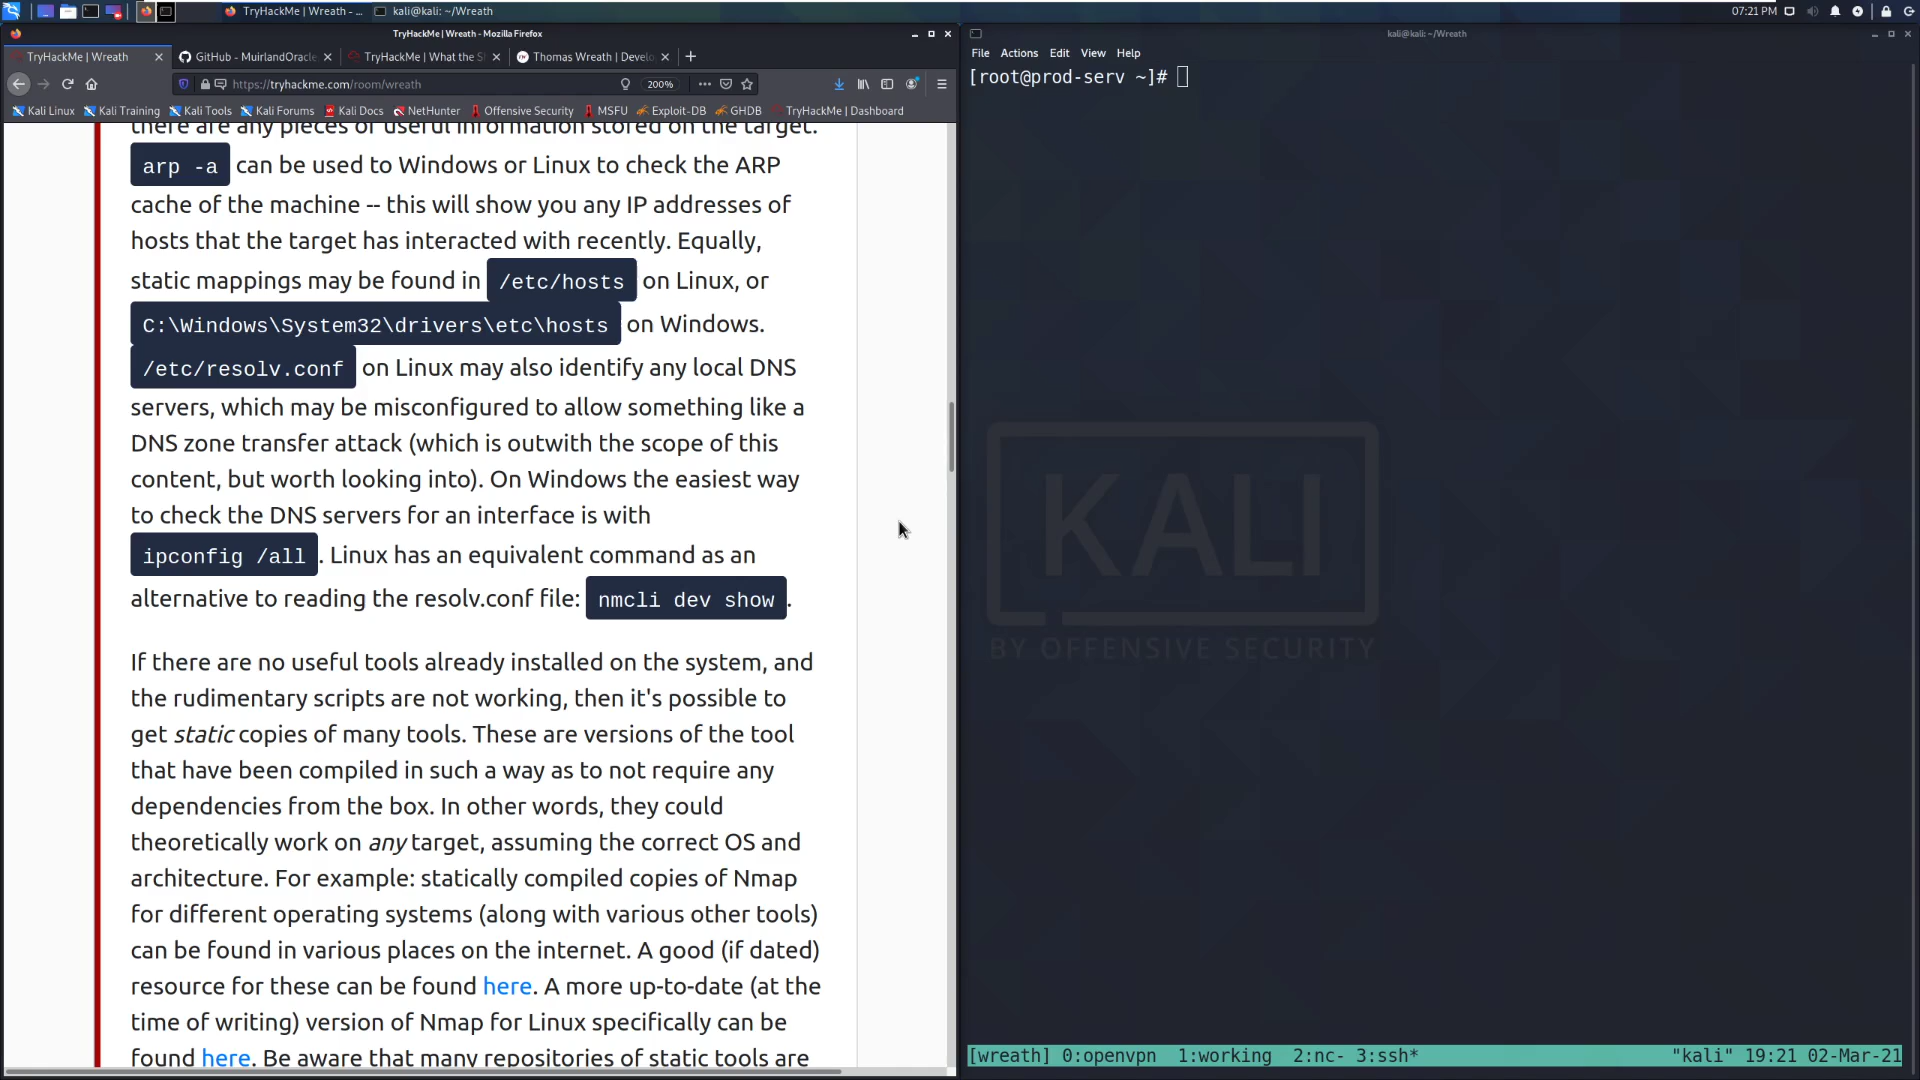 TryHackMe | Wreath - ...
kali@kali: ~/Wreath
07:21 PM
TryHackMe | Wreath - Mozilla Firefox
TryHackMe | Wreath
GitHub - MuirlandOracle
TryHackMe | What the S
Thomas Wreath | Develo
https://tryhackme.com/room/wreath
200%
Kali Linux Kali Training Kali Tools Kali Forums Kali Docs NetHunter Offensive Security MSFU Exploit-DB GHDB TryHackMe | Dashboard
there are any pieces of useful information stored on the target.
arp -a can be used to Windows or Linux to check the ARP
cache of the machine -- this will show you any IP addresses of
hosts that the target has interacted with recently. Equally,
static mappings may be found in /etc/hosts on Linux, or
C:\Windows\System32\drivers\etc\hosts on Windows.
/etc/resolv.conf on Linux may also identify any local DNS
servers, which may be misconfigured to allow something like a
DNS zone transfer attack (which is outwith the scope of this
content, but worth looking into). On Windows the easiest way
to check the DNS servers for an interface is with
ipconfig /all. Linux has an equivalent command as an
alternative to reading the resolv.conf file: nmcli dev show.
If there are no useful tools already installed on the system, and
the rudimentary scripts are not working, then it's possible to
get static copies of many tools. These are versions of the tool
that have been compiled in such a way as to not require any
dependencies from the box. In other words, they could
theoretically work on any target, assuming the correct OS and
architecture. For example: statically compiled copies of Nmap
for different operating systems (along with various other tools)
can be found in various places on the internet. A good (if dated)
resource for these can be found here. A more up-to-date (at the
time of writing) version of Nmap for Linux specifically can be
found here. Be aware that many repositories of static tools are
kali@kali: ~/Wreath
File Actions Edit View Help
[root@prod-serv ~]#
KALI
BY OFFENSIVE SECURITY
[wreath] 0:openvpn 1:working 2:nc- 3:ssh* "kali" 19:21 02-Mar-21